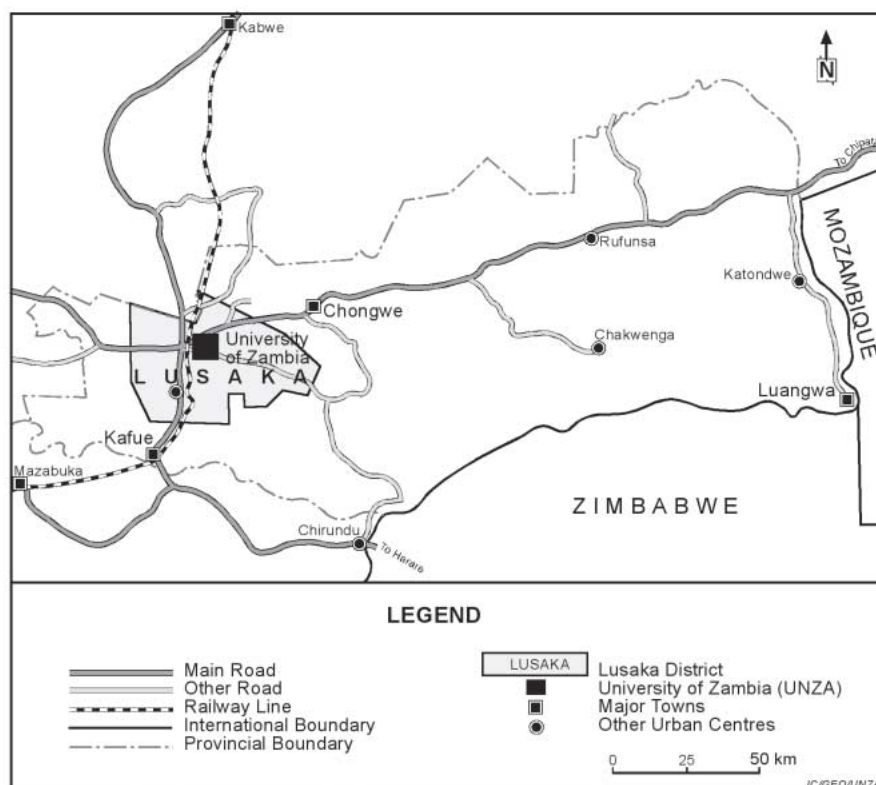 Kabwe
N
To Chipata
Rufunsa
MOZAMBIQUE
Katondwe
Chongwe
University
of Zambia
Chakwenga
LUSAKA
Luangwa
Kafue
Mazabuka
ZIMBABWE
Chirundu
To Harare
LEGEND
Main Road
Other Road
Railway Line
International Boundary
Provincial Boundary
LUSAKA
Lusaka District
University of Zambia (UNZA)
Major Towns
Other Urban Centres
0 25 50 km